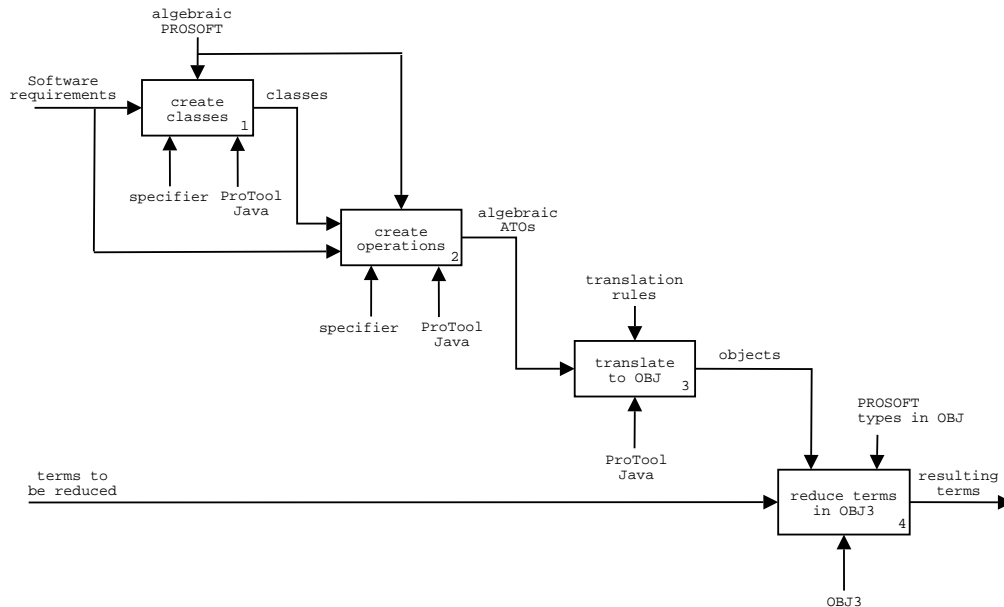 algebraic
PROSOFT
Software
requirements
create
classes
1
classes
specifier
ProTool
Java
create
operations
2
algebraic
ATOs
specifier
ProTool
Java
translation
rules
translate
to OBJ
3
objects
ProTool
Java
PROSOFT
types in OBJ
terms to
be reduced
reduce terms
in OBJ3
4
resulting
terms
OBJ3